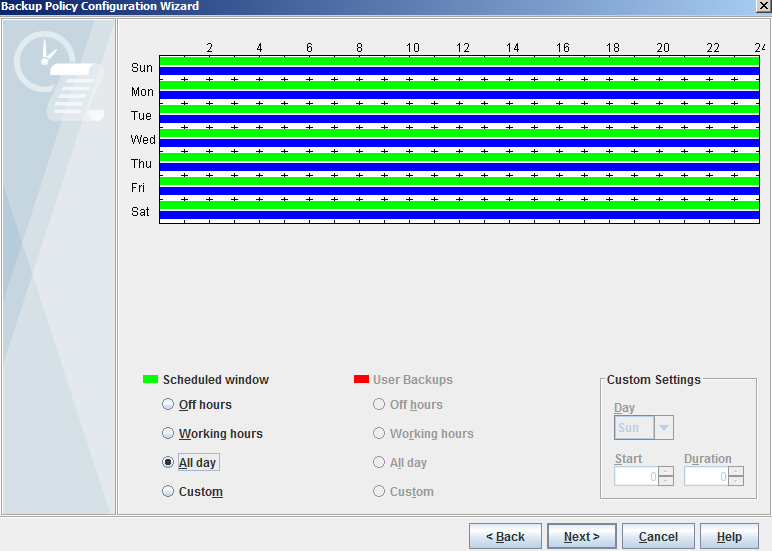 Backup Policy Configuration Wizard
2 4 6 8 10 12 14 16 18 20 22 24
Sun
Mon
Tue
Wed
Thu
Fri
Sat
Scheduled window
Off hours
Working hours
All day
Custom
User Backups
Off hours
Working hours
All day
Custom
Custom Settings
Day
Sun
Start Duration
0 0
< Back Next > Cancel Help